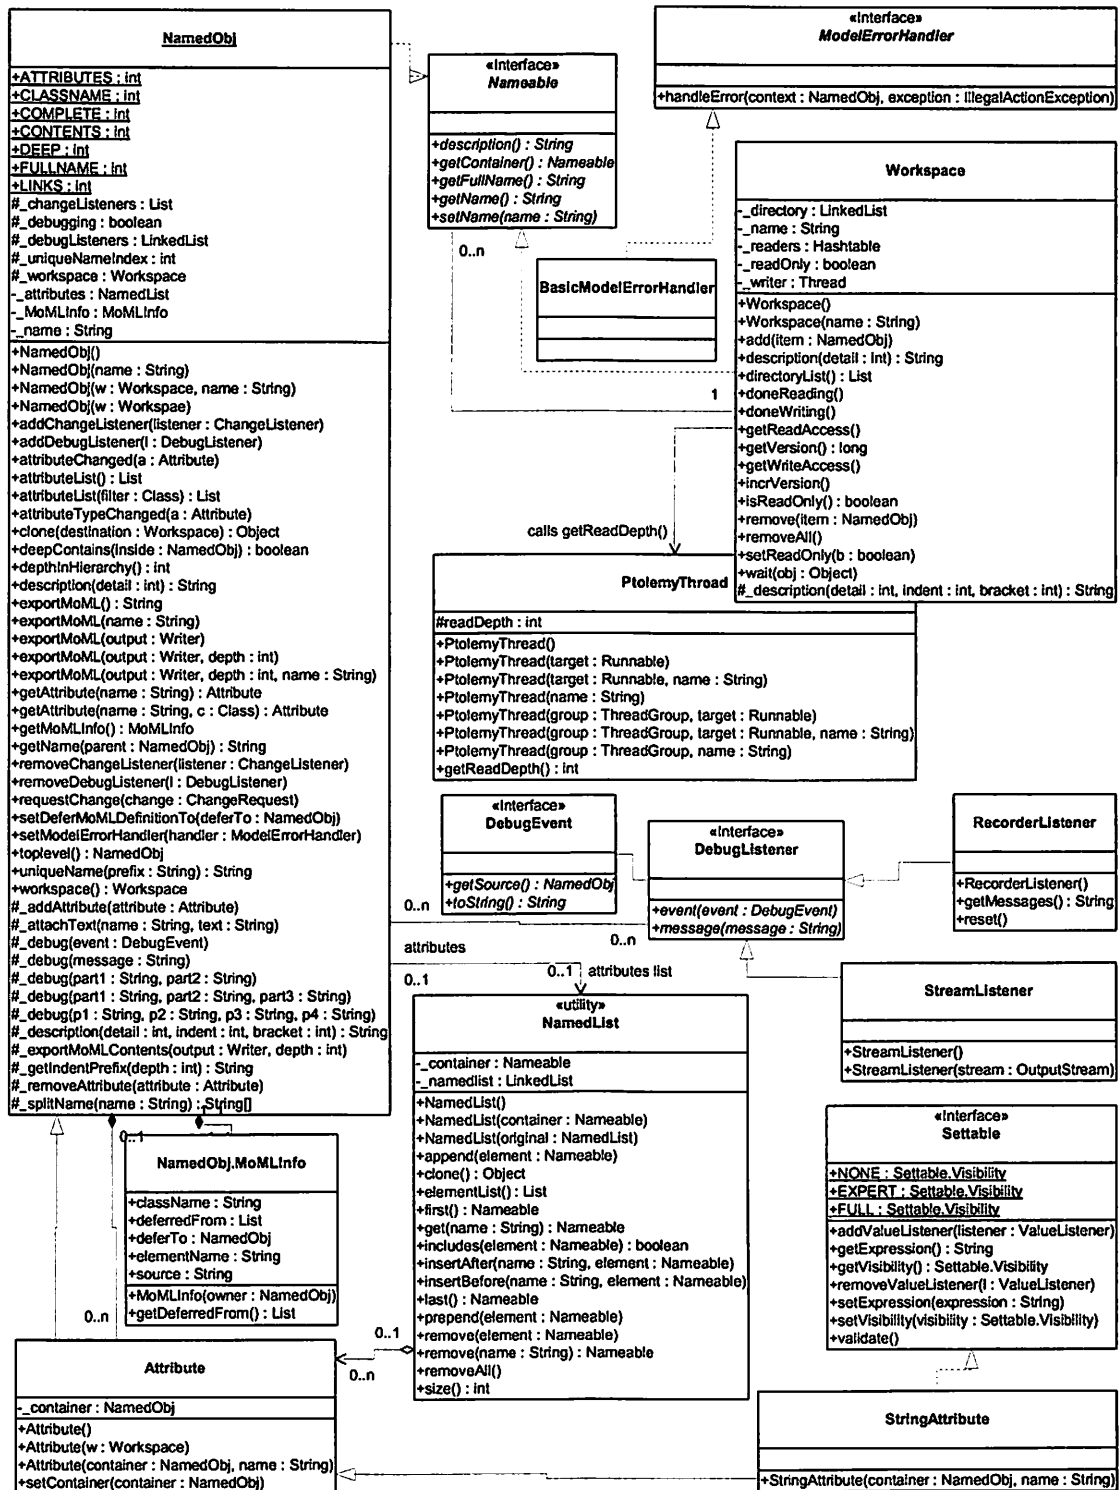 NamedObj
+ATTRIBUTES : int
+CLASSNAME : int
+COMPLETE : int
+CONTENTS : int
+DEEP : int
+FULLNAME : int
+LINKS : int
#_changeListeners : List
#_debugging : boolean
#_debugListeners : LinkedList
#_uniqueNameIndex : int
#_workspace : Workspace
-_attributes : NamedList
-_MoMLInfo : MoMLInfo
-_name : String
+NamedObj()
+NamedObj(name : String)
+NamedObj(w : Workspace, name : String)
+NamedObj(w : Workspae)
+addChangeListener(listener : ChangeListener)
+addDebugListener(l : DebugListener)
+attributeChanged(a : Attribute)
+attributeList() : List
+attributeList(filter : Class) : List
+attributeTypeChanged(a : Attribute)
+clone(destination : Workspace) : Object
+deepContains(inside : NamedObj) : boolean
+depthInHierarchy() : int
+description(detail : int) : String
+exportMoML() : String
+exportMoML(name : String)
+exportMoML(output : Writer)
+exportMoML(output : Writer, depth : int)
+exportMoML(output : Writer, depth : int, name : String)
+getAttribute(name : String) : Attribute
+getAttribute(name : String, c : Class) : Attribute
+getMoMLInfo() : MoMLInfo
+getName(parent : NamedObj) : String
+removeChangeListener(listener : ChangeListener)
+removeDebugListener(l : DebugListener)
+requestChange(change : ChangeRequest)
+setDeferMoMLDefinitionTo(deferTo : NamedObj)
+setModelErrorHandler(handler : ModelErrorHandler)
+toplevel() : NamedObj
+uniqueName(prefix : String) : String
+workspace() : Workspace
#_addAttribute(attribute : Attribute)
#_attachText(name : String, text : String)
#_debug(event : DebugEvent)
#_debug(message : String)
#_debug(part1 : String, part2 : String)
#_debug(part1 : String, part2 : String, part3 : String)
#_debug(p1 : String, p2 : String, p3 : String, p4 : String)
#_description(detail : int, indent : int, bracket : int) : String
#_exportMoMLContents(output : Writer, depth : int)
#_getIndentPrefix(depth : int) : String
#_removeAttribute(attribute : Attribute)
#_splitName(name : String) : String[]
«Interface»
Nameable
+description() : String
+getContainer() : Nameable
+getFullName() : String
+getName() : String
+setName(name : String)
0..n
1
«Interface»
ModelErrorHandler
+handleError(context : NamedObj, exception : IllegalActionException)
BasicModelErrorHandler
Workspace
-_directory : LinkedList
-_name : String
-_readers : Hashtable
-_readOnly : boolean
-_writer : Thread
+Workspace()
+Workspace(name : String)
+add(item : NamedObj)
+description(detail : int) : String
+directoryList() : List
+doneReading()
+doneWriting()
+getReadAccess()
+getVersion() : long
+getWriteAccess()
+incrVersion()
+isReadOnly() : boolean
+remove(item : NamedObj)
+removeAll()
+setReadOnly(b : boolean)
+wait(obj : Object)
#_description(detail : int, indent : int, bracket : int) : String
calls getReadDepth()
PtolemyThread
#readDepth : int
+PtolemyThread()
+PtolemyThread(target : Runnable)
+PtolemyThread(target : Runnable, name : String)
+PtolemyThread(name : String)
+PtolemyThread(group : ThreadGroup, target : Runnable)
+PtolemyThread(group : ThreadGroup, target : Runnable, name : String)
+PtolemyThread(group : ThreadGroup, name : String)
+getReadDepth() : int
«Interface»
DebugEvent
+getSource() : NamedObj
+toString() : String
«Interface»
DebugListener
+event(event : DebugEvent)
+message(message : String)
RecorderListener
+RecorderListener()
+getMessages() : String
+reset()
0..n
0..n
StreamListener
+StreamListener()
+StreamListener(stream : OutputStream)
attributes
0..1
0..1
attributes list
«utility»
NamedList
-_container : Nameable
-_namedlist : LinkedList
+NamedList()
+NamedList(container : Nameable)
+NamedList(original : NamedList)
+append(element : Nameable)
+clone() : Object
+elementList() : List
+first() : Nameable
+get(name : String) : Nameable
+includes(element : Nameable) : boolean
+insertAfter(name : String, element : Nameable)
+insertBefore(name : String, element : Nameable)
+last() : Nameable
+prepend(element : Nameable)
+remove(element : Nameable)
+remove(name : String) : Nameable
+removeAll()
+size() : int
«Interface»
Settable
+NONE : Settable.Visibility
+EXPERT : Settable.Visibility
+FULL : Settable.Visibility
+addValueListener(listener : ValueListener)
+getExpression() : String
+getVisibility() : Settable.Visibility
+removeValueListener(l : ValueListener)
+setExpression(expression : String)
+setVisibility(visibility : Settable.Visibility)
+validate()
0..1
NamedObj.MoMLInfo
+className : String
+deferredFrom : List
+deferTo : NamedObj
+elementName : String
+source : String
+MoMLInfo(owner : NamedObj)
+getDeferredFrom() : List
0..n
0..1
0..n
Attribute
-_container : NamedObj
+Attribute()
+Attribute(w : Workspace)
+Attribute(container : NamedObj, name : String)
+setContainer(container : NamedObj)
StringAttribute
+StringAttribute(container : NamedObj, name : String)